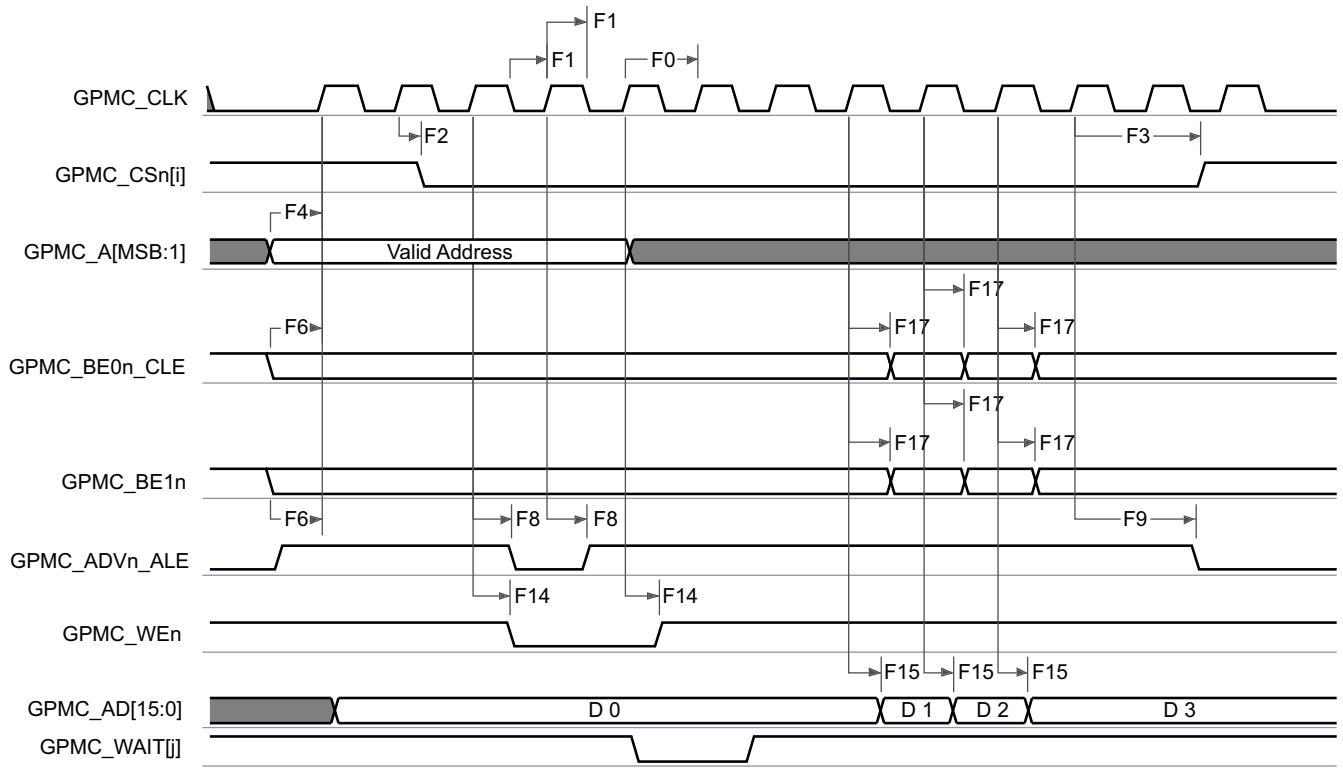 F1
F1 F0
GPMC_CLK
F2 F3
GPMC_CSn[i]
F4
GPMC_A[MSB:1] Valid Address
F17
F6 F17 F17
GPMC_BE0n_CLE
F17
F17 F17
GPMC_BE1n
F6 F8 F8 F9
GPMC_ADVn_ALE
F14 F14
GPMC_WEn
F15 F15 F15
GPMC_AD[15:0] D 0 D 1 D 2 D 3
GPMC_WAIT[j]